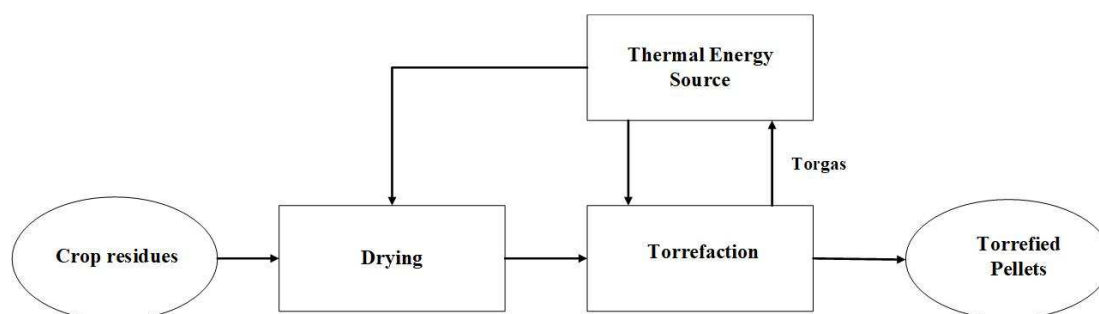 Thermal Energy
Source
Torgas
Crop residues
Drying
Torrefaction
Torrefied
Pellets